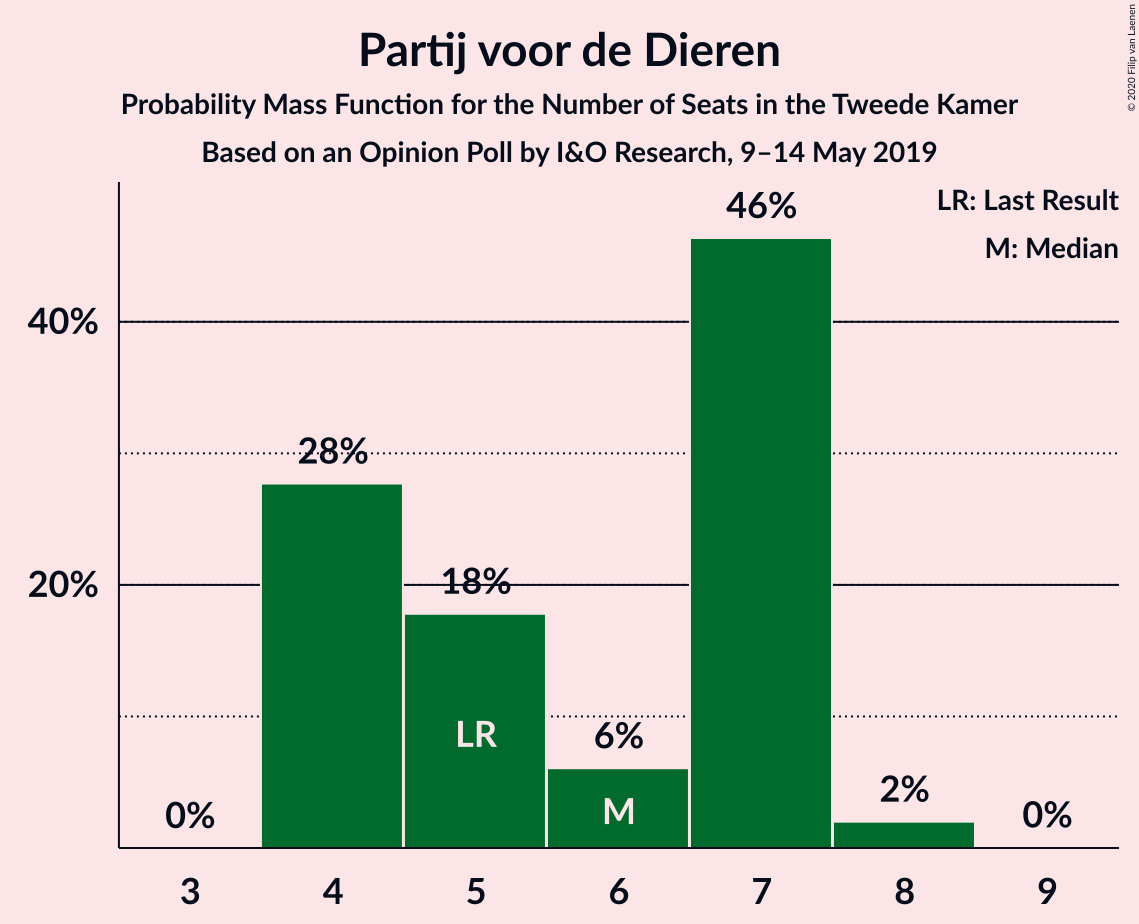 Partij voor de Dieren
Probability Mass Function for the Number of Seats in the Tweede Kamer
Based on an Opinion Poll by I&O Research, 9–14 May 2019
© 2020 Filip van Laenen
LR: Last Result
M: Median
46%
40%
28%
20%
18%
LR
6%
M
2%
0%
0%
3 4 5 6 7 8 9